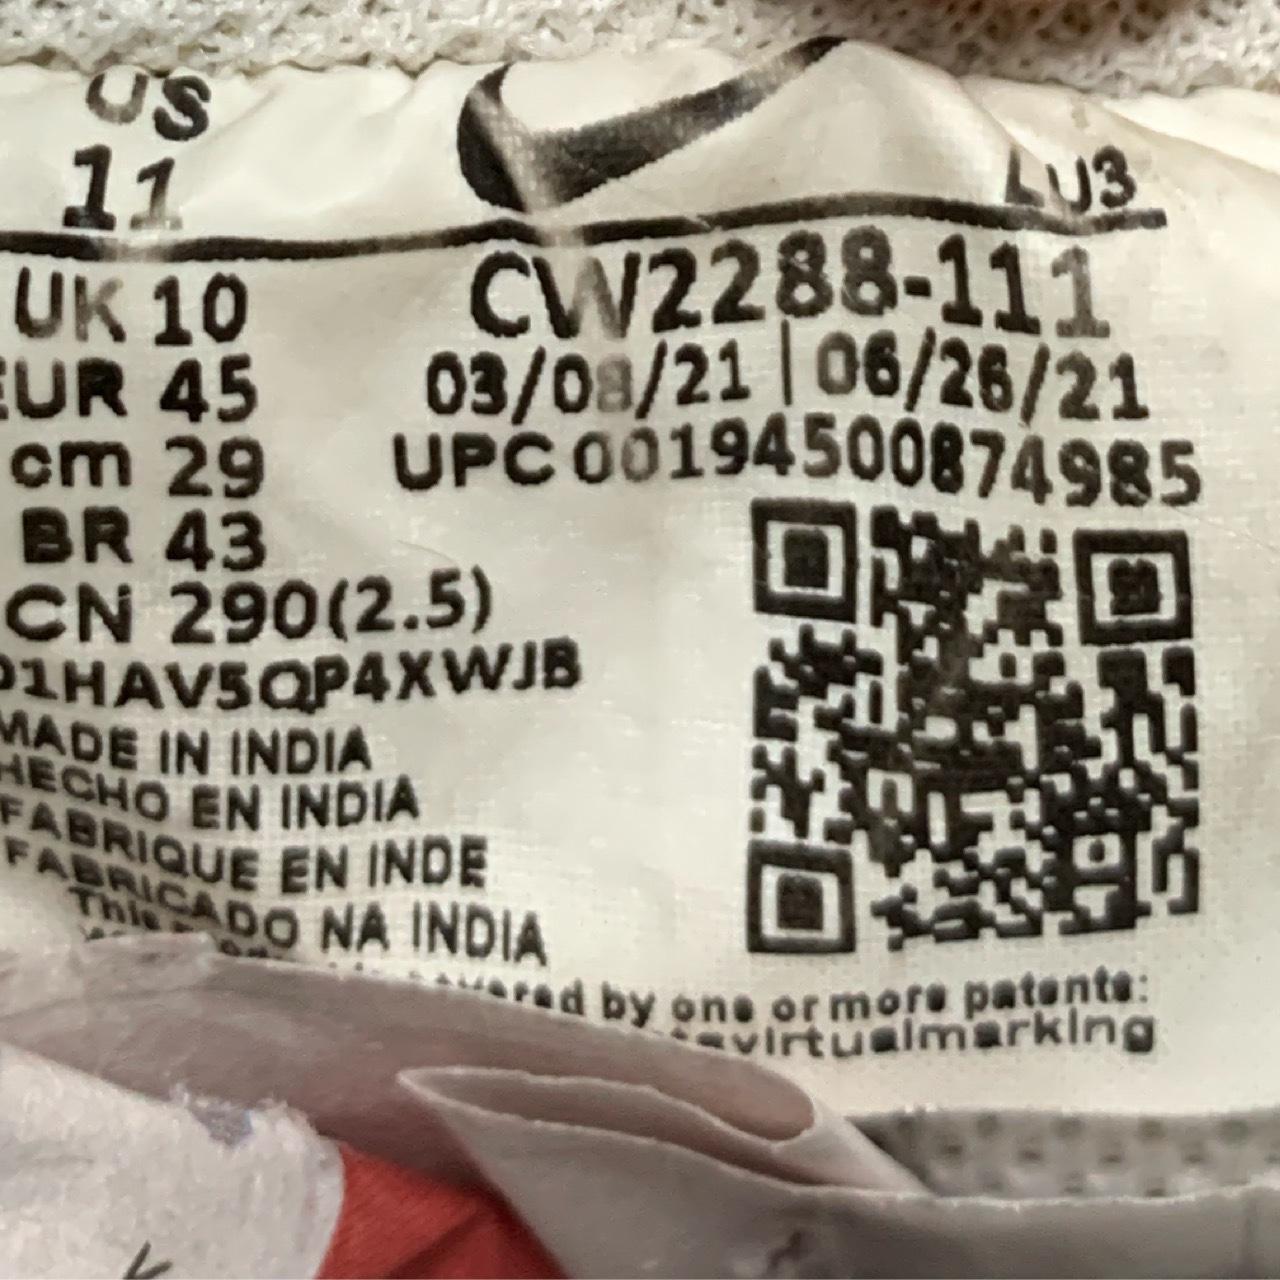 US
11
LU3
UK 10
EUR 45
cm 29
BR 43
CN 290(2.5)
CW2288-111
03/08/21 | 06/26/21
UPC 00194500874985
D1HAV5QP4XWJB
MADE IN INDIA
HECHO EN INDIA
FABRIQUE EN INDE
FABRICADO NA INDIA
This
by one or more patents: